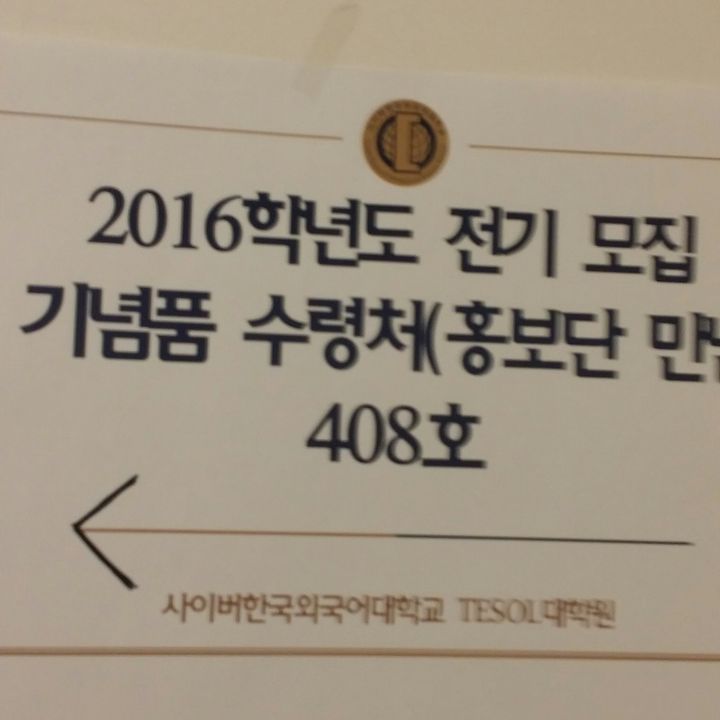 2016학년도 전기 모집
기념품 수령처(홍보단
408호
사이버한국외국어대학교 TESOL대학원